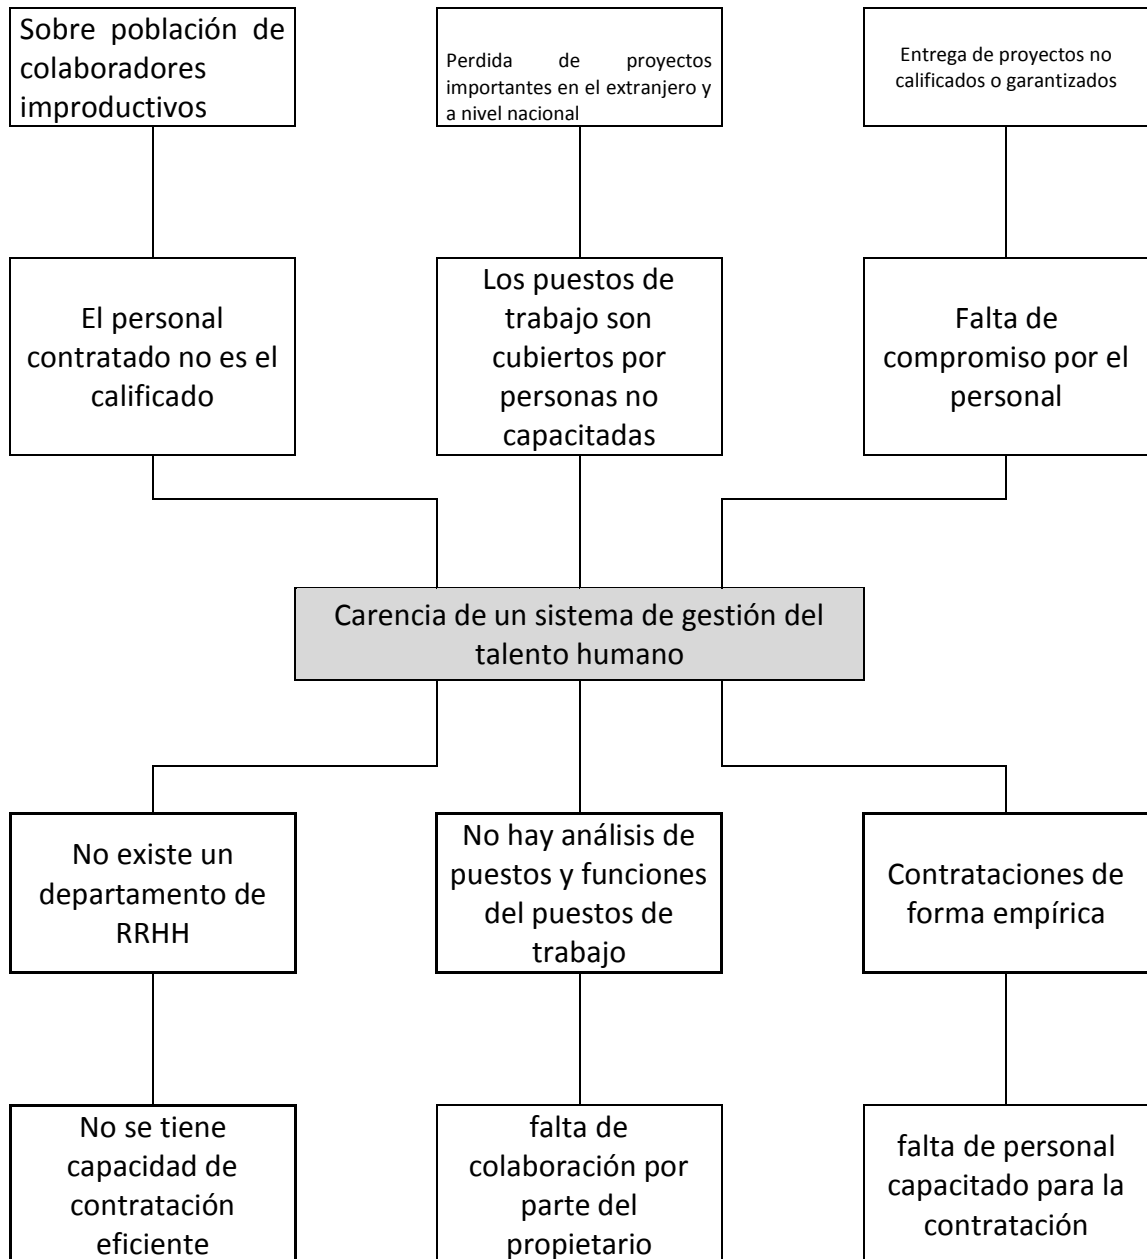 Sobre población de
colaboradores
improductivos
Perdida de proyectos
importantes en el extranjero y
a nivel nacional
Entrega de proyectos no
calificados o garantizados
El personal
contratado no es el
calificado
Los puestos de
trabajo son
cubiertos por
personas no
capacitadas
Falta de
compromiso por el
personal
Carencia de un sistema de gestión del
talento humano
No existe un
departamento de
RRHH
No hay análisis de
puestos y funciones
del puestos de
trabajo
Contrataciones de
forma empírica
No se tiene
capacidad de
contratación
eficiente
falta de
colaboración por
parte del
propietario
falta de personal
capacitado para la
contratación